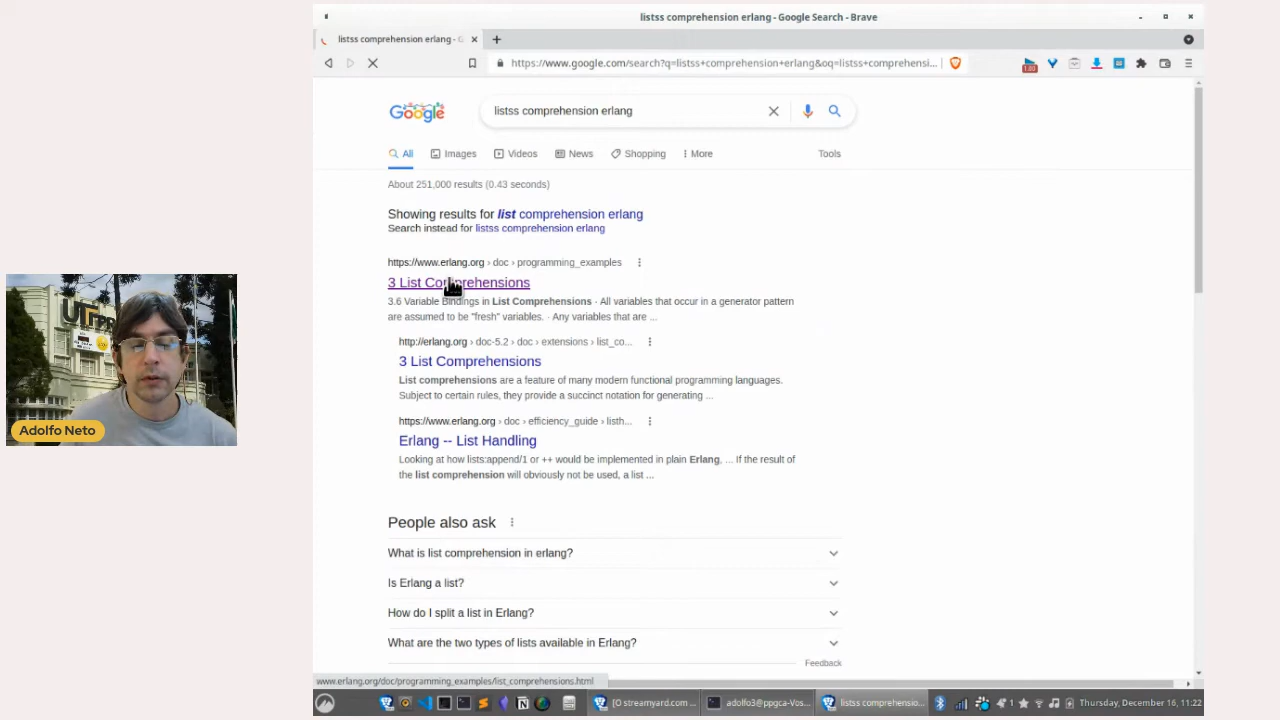 listss comprehension erlang - Google Search - Brave
listss comprehension erlang - G
https://www.google.com/search?q=listss+comprehension+erlang&oq=listss+comprehensi...
Google
listss comprehension erlang
All
Images
Videos
News
Shopping
More
Tools
About 251,000 results (0.43 seconds)
Showing results for list comprehension erlang
Search instead for listss comprehension erlang
https://www.erlang.org › doc › programming_examples
3 List Comprehensions
3.6 Variable Bindings in List Comprehensions · All variables that occur in a generator pattern
are assumed to be "fresh" variables. · Any variables that are ...
http://erlang.org › doc-5.2 › doc › extensions › list_co...
3 List Comprehensions
List comprehensions are a feature of many modern functional programming languages.
Subject to certain rules, they provide a succinct notation for generating ...
https://www.erlang.org › doc › efficiency_guide › listh...
Erlang -- List Handling
Looking at how lists:append/1 or ++ would be implemented in plain Erlang, ... If the result of
the list comprehension will obviously not be used, a list ...
People also ask
What is list comprehension in erlang?
Is Erlang a list?
How do I split a list in Erlang?
What are the two types of lists available in Erlang?
Feedback
www.erlang.org/doc/programming_examples/list_comprehensions.html
[O streamyard.com ...
adolfo3@ppgca-Vos...
listss comprehensio...
1
Thursday, December 16, 11:22
Adolfo Neto